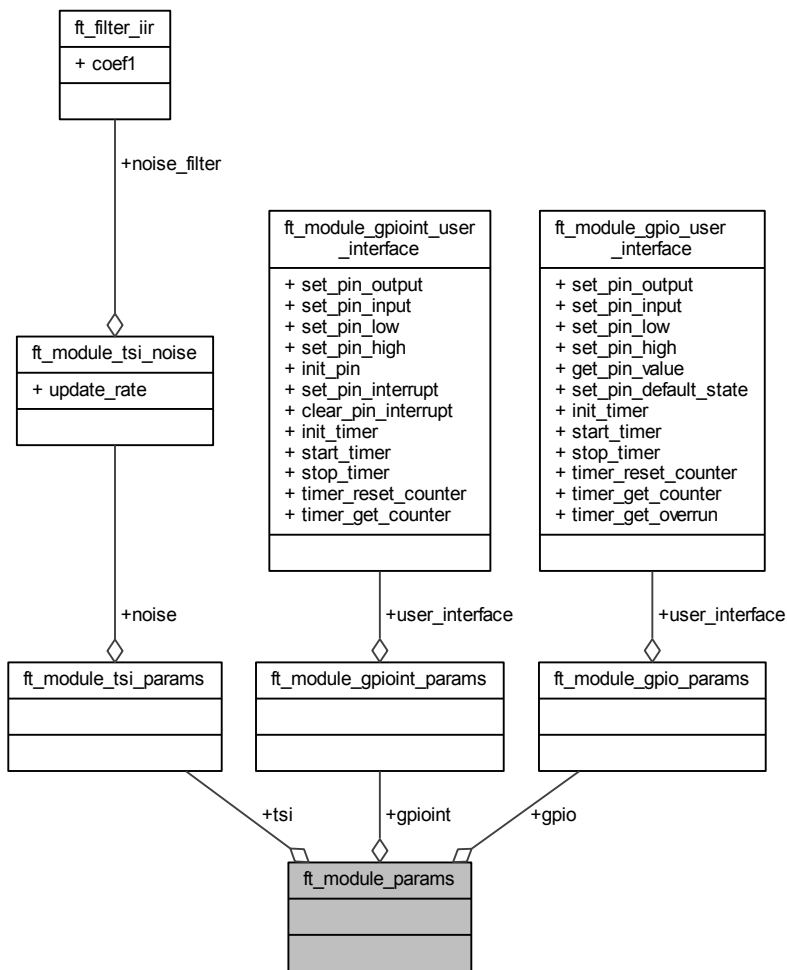 ft_filter_iir
+ coef1
+noise_filter
ft_module_gpioint_user
_interface
+ set_pin_output
+ set_pin_input
+ set_pin_low
+ set_pin_high
+ init_pin
+ set_pin_interrupt
+ clear_pin_interrupt
+ init_timer
+ start_timer
+ stop_timer
+ timer_reset_counter
+ timer_get_counter
ft_module_gpio_user
_interface
+ set_pin_output
+ set_pin_input
+ set_pin_low
+ set_pin_high
+ get_pin_value
+ set_pin_default_state
+ init_timer
+ start_timer
+ stop_timer
+ timer_reset_counter
+ timer_get_counter
+ timer_get_overrun
ft_module_tsi_noise
+ update_rate
+noise
+user_interface
+user_interface
ft_module_tsi_params
ft_module_gpioint_params
ft_module_gpio_params
+tsi
+gpioint
+gpio
ft_module_params